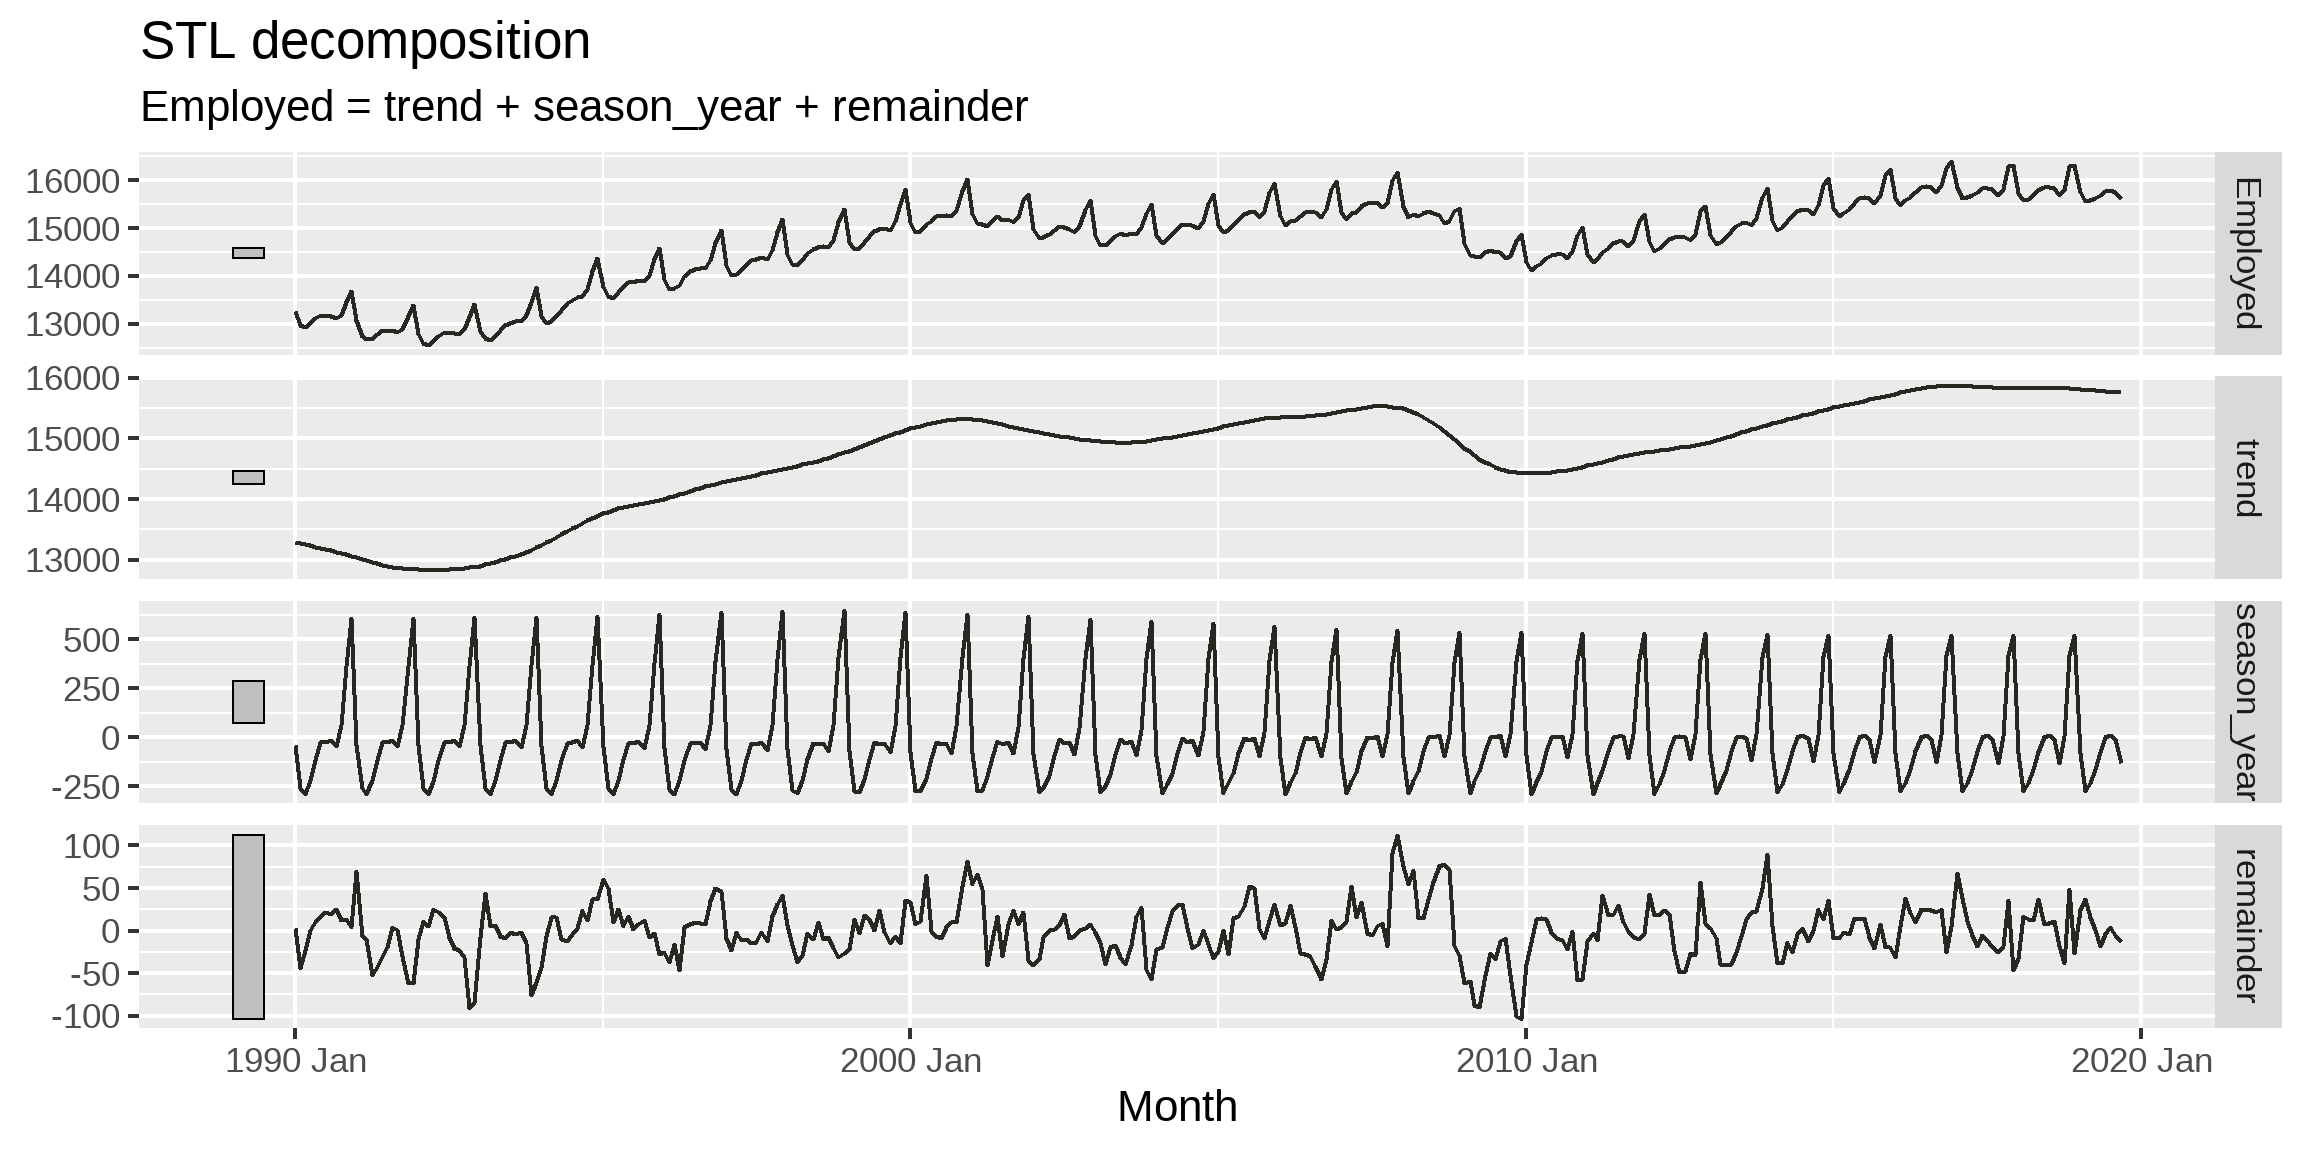 STL decomposition
Employed = trend + season_year + remainder
16000
15000
14000
13000
Employed
16000
15000
14000
13000
trend
500
250
0
-250
season_year
100
50
0
-50
-100
remainder
1990 Jan
2000 Jan
2010 Jan
2020 Jan
Month